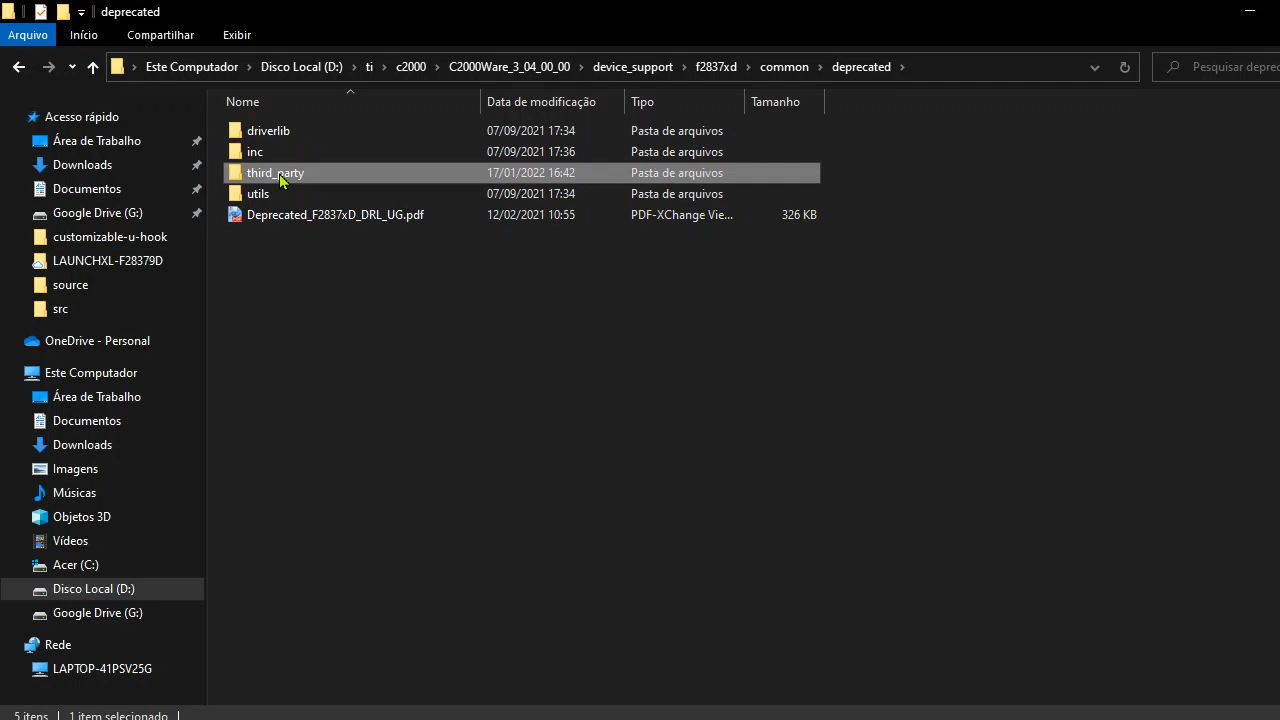 deprecated
Arquivo Início Compartilhar Exibir
Este Computador Disco Local (D:) ti c2000 C2000Ware_3_04_00_00 device_support f2837xd common deprecated
Pesquisar deprec
Nome Data de modificação Tipo Tamanho
driverlib 07/09/2021 17:34 Pasta de arquivos
inc 07/09/2021 17:36 Pasta de arquivos
third_party 17/01/2022 16:42 Pasta de arquivos
utils 07/09/2021 17:34 Pasta de arquivos
Deprecated_F2837xD_DRL_UG.pdf 12/02/2021 10:55 PDF-XChange Vie... 326 KB
Acesso rápido
Área de Trabalho
Downloads
Documentos
Google Drive (G:)
customizable-u-hook
LAUNCHXL-F28379D
source
src
OneDrive - Personal
Este Computador
Área de Trabalho
Documentos
Downloads
Imagens
Músicas
Objetos 3D
Vídeos
Acer (C:)
Disco Local (D:)
Google Drive (G:)
Rede
LAPTOP-41PSV25G
5 itens 1 item selecionado